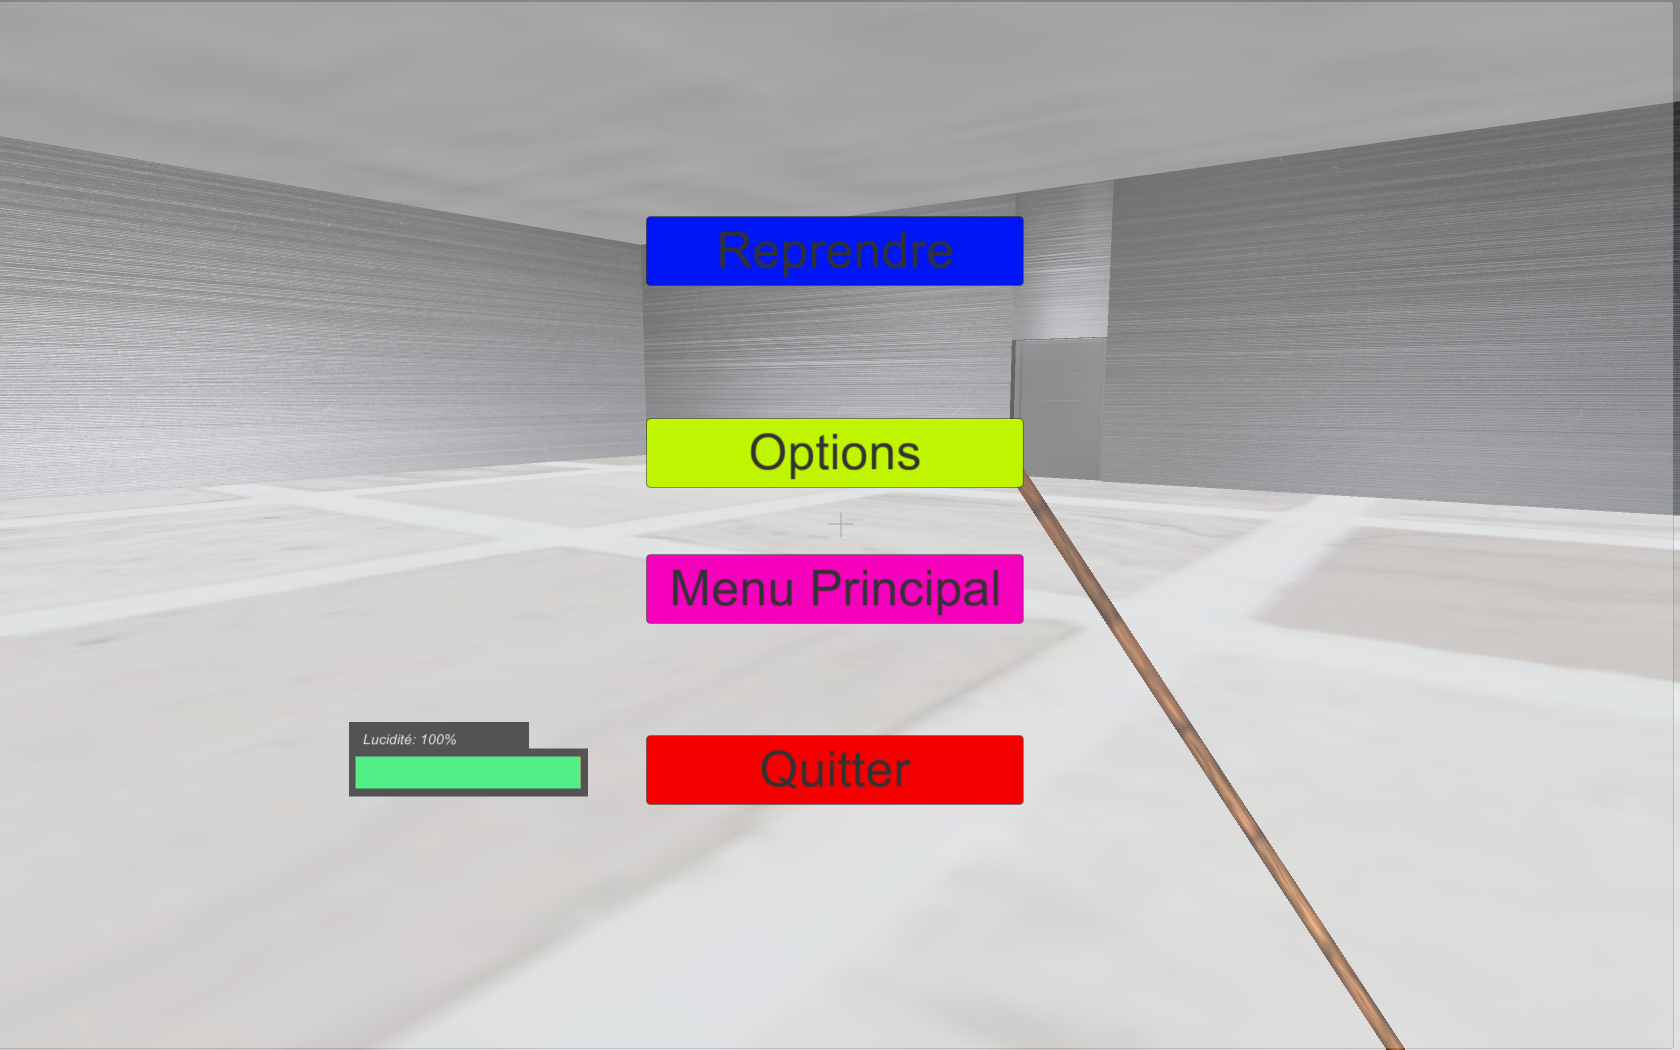 Reprendre
Options
Menu Principal
Lucidité: 100%
Quitter